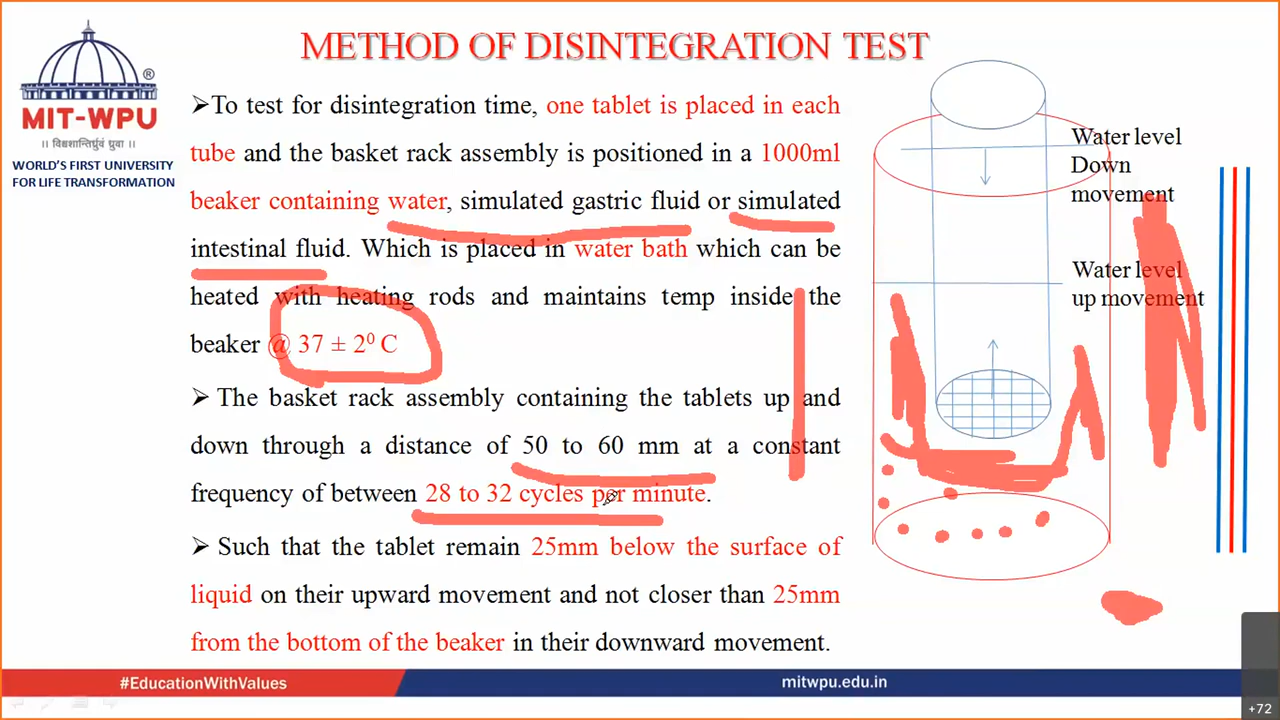 METHOD OF DISINTEGRATION TEST
®
MIT-WPU
|| विश्वशान्तिर्ध्रुवं ध्रुवा ||
WORLD'S FIRST UNIVERSITY
FOR LIFE TRANSFORMATION
➢To test for disintegration time, one tablet is placed in each
tube and the basket rack assembly is positioned in a 1000ml
beaker containing water, simulated gastric fluid or simulated
intestinal fluid. Which is placed in water bath which can be
heated with heating rods and maintains temp inside the
beaker @ 37 ± 2⁰ C
➢ The basket rack assembly containing the tablets up and
down through a distance of 50 to 60 mm at a constant
frequency of between 28 to 32 cycles per minute.
➢ Such that the tablet remain 25mm below the surface of
liquid on their upward movement and not closer than 25mm
from the bottom of the beaker in their downward movement.
Water level
Down
movement
Water level
up movement
#EducationWithValues
mitwpu.edu.in
+72